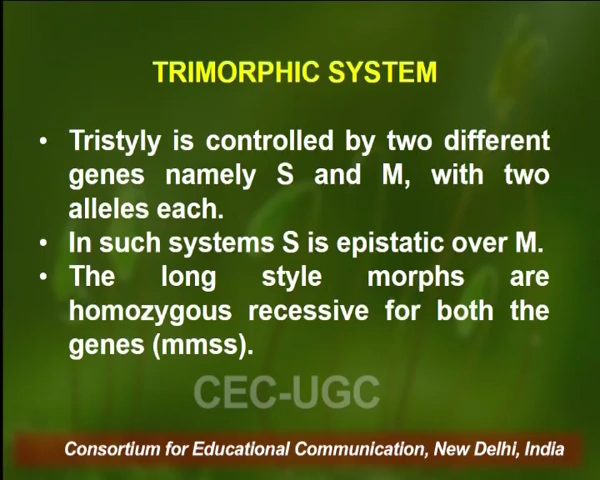 TRIMORPHIC SYSTEM
• Tristyly is controlled by two different
genes namely S and M, with two
alleles each.
• In such systems S is epistatic over M.
• The long style morphs are
homozygous recessive for both the
genes (mmss).
CEC-UGC
Consortium for Educational Communication, New Delhi, India